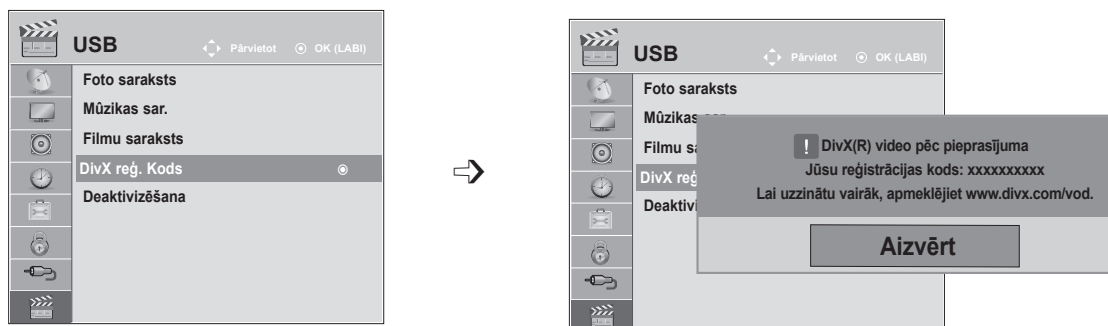 USB
Pārvietot OK (LABI)
Foto saraksts
Mûzikas sar.
Filmu saraksts
DivX reģ. Kods
Deaktivizēšana
USB
Pārvietot OK (LABI)
Foto saraksts
Mûzikas
Filmu sa
DivX reģ
Deaktivi
! DivX(R) video pēc pieprasījuma
Jūsu reģistrācijas kods: xxxxxxxxxx
Lai uzzinātu vairāk, apmeklējiet www.divx.com/vod.
Aizvērt